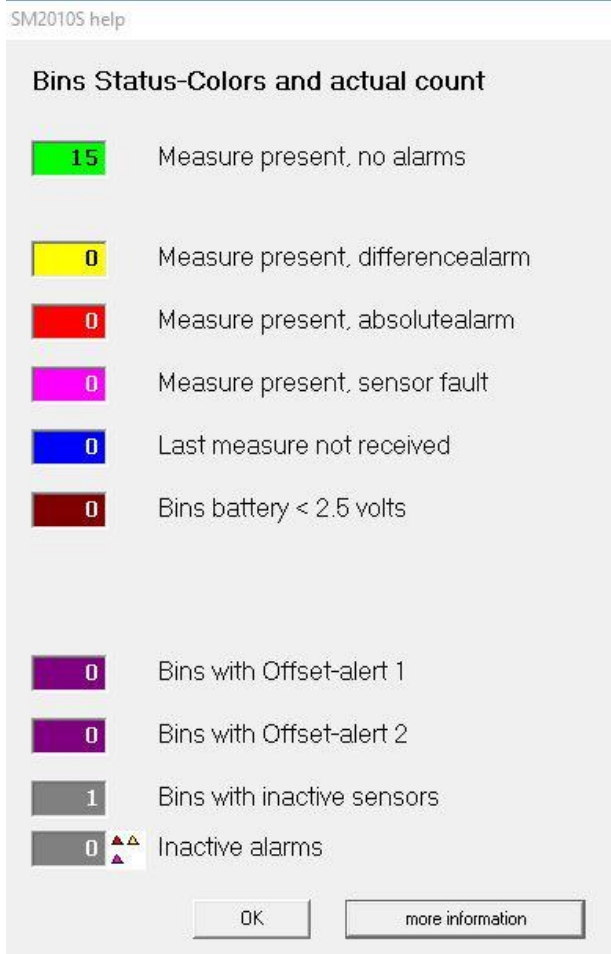 SM2010S help
Bins Status-Colors and actual count
15 Measure present, no alarms
0 Measure present, differencealarm
0 Measure present, absolutealarm
0 Measure present, sensor fault
0 Last measure not received
0 Bins battery < 2.5 volts
0 Bins with Offset-alert 1
0 Bins with Offset-alert 2
1 Bins with inactive sensors
0 Inactive alarms
OK more information